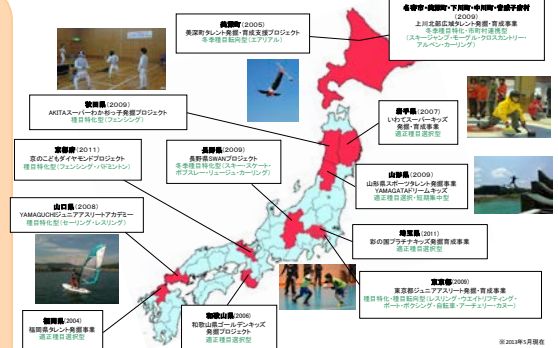 美深町(2005)
美深町タレント発掘・育成支援プロジェクト
冬季種目転向型(エアリアル)
名寄市・美深町・下川町・中川町・音威子府村
(2009)
上川北部広域タレント発掘・育成事業
冬季種目特化・市町村連携型
(スキージャンプ・モーグル・クロスカントリー・
アルペン・カーリング)
秋田県(2009)
AKITAスーパーわか杉っ子発掘プロジェクト
種目特化型(フェンシング)
岩手県(2007)
いわてスーパーキッズ
発掘・育成事業
適正種目選択型
京都府(2011)
京のこどもダイヤモンドプロジェクト
種目特化型(フェンシング・バドミントン)
長野県(2009)
長野県SWANプロジェクト
冬季種目特化型(スキー・スケート・
ボブスレー・リュージュ・カーリング)
山形県(2009)
山形県スポーツタレント発掘事業
YAMAGATAドリームキッズ
適正種目選択・短期集中型
山口県(2008)
YAMAGUCHIジュニアアスリートアカデミー
種目特化型(セーリング・レスリング)
埼玉県(2011)
彩の国プラチナキッズ発掘育成事業
適正種目選択型
東京都(2009)
東京都ジュニアアスリート発掘・育成事業
種目特化・種目転向型(レスリング・ウエイトリフティング・
ボート・ボクシング・自転車・アーチェリー・カヌー)
福岡県(2004)
福岡県タレント発掘事業
適正種目選択型
和歌山県(2006)
和歌山県ゴールデンキッズ
発掘プロジェクト
適正種目選択型
※2013年5月現在